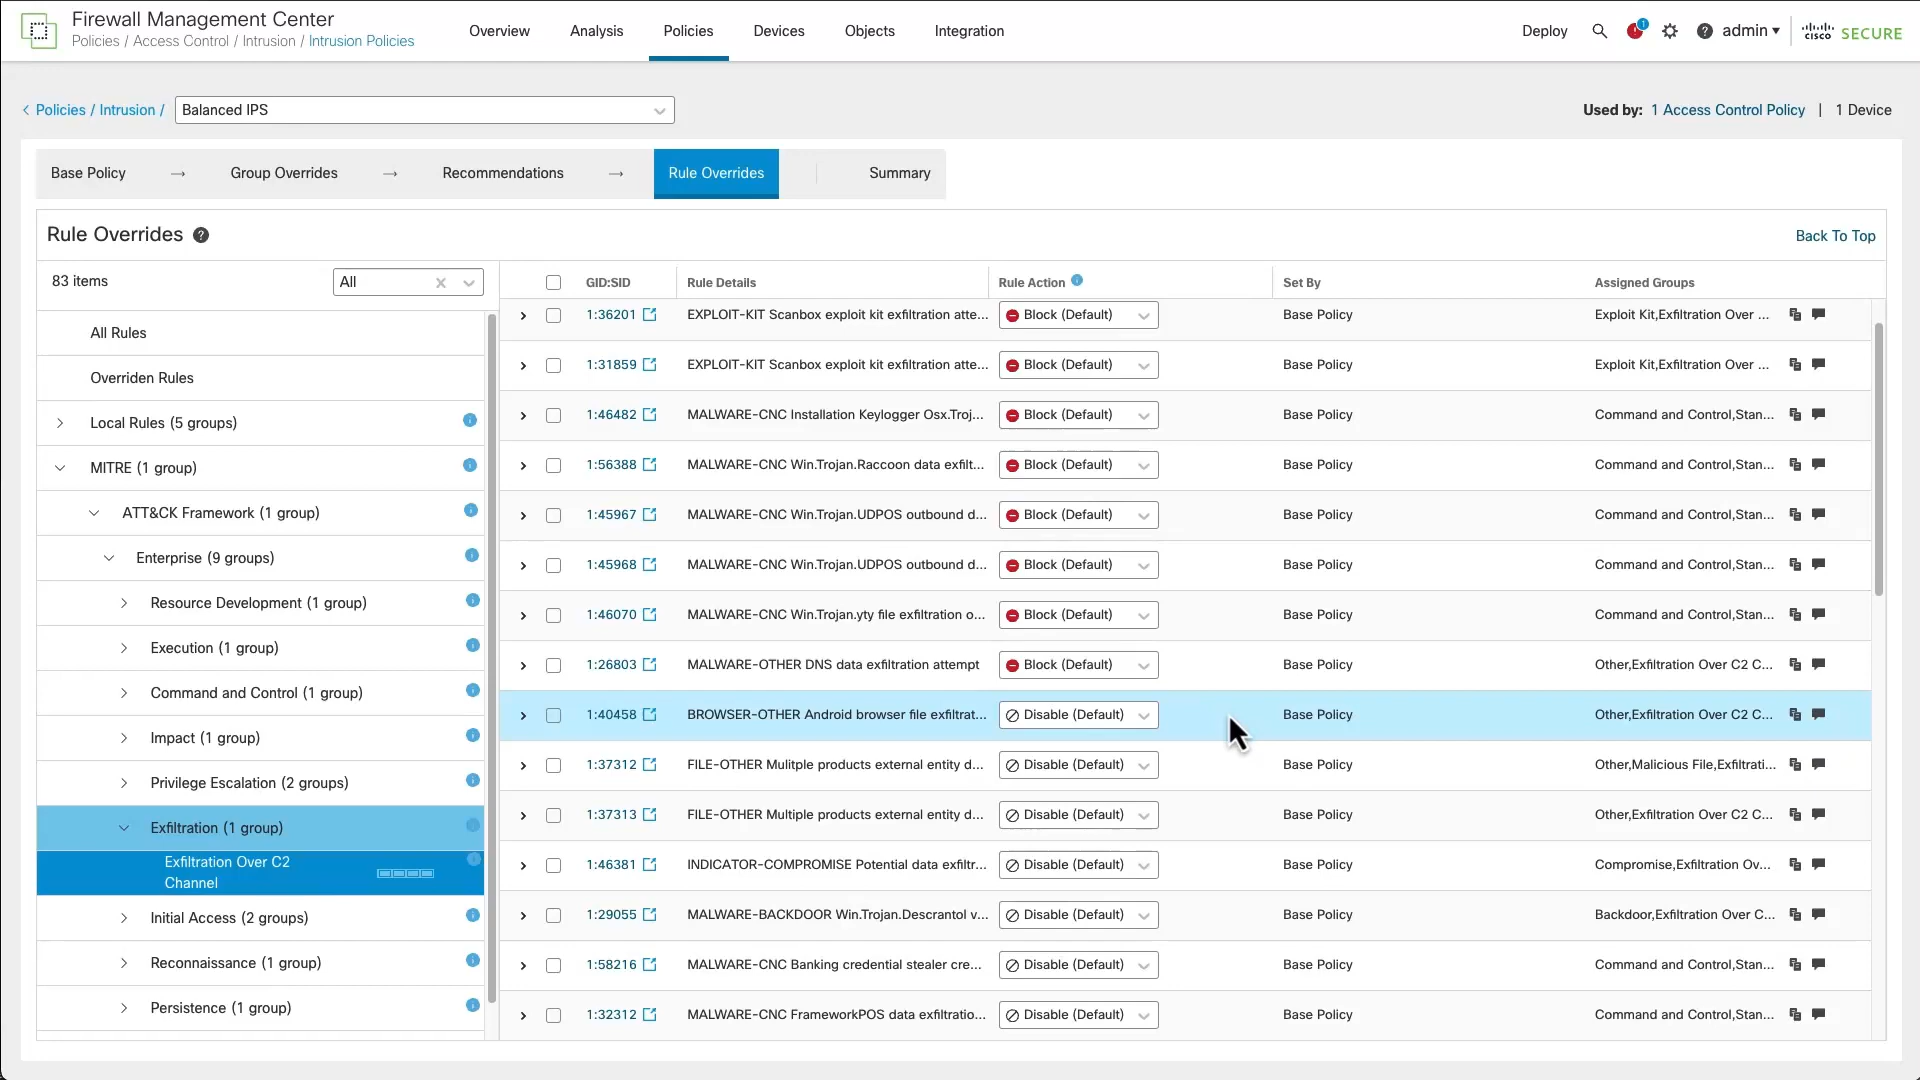 Firewall Management Center
Policies / Access Control / Intrusion / Intrusion Policies
Overview
Analysis
Policies
Devices
Objects
Integration
Deploy
1
admin
cisco SECURE
Policies / Intrusion /
Balanced IPS
Used by: 1 Access Control Policy | 1 Device
Base Policy → Group Overrides → Recommendations → Rule Overrides | Summary
Rule Overrides ?
Back To Top
83 items
All
All Rules
Overriden Rules
Local Rules (5 groups)
MITRE (1 group)
ATT&CK Framework (1 group)
Enterprise (9 groups)
Resource Development (1 group)
Execution (1 group)
Command and Control (1 group)
Impact (1 group)
Privilege Escalation (2 groups)
Exfiltration (1 group)
Exfiltration Over C2
Channel
Initial Access (2 groups)
Reconnaissance (1 group)
Persistence (1 group)
GID:SID Rule Details Rule Action Set By Assigned Groups
1:36201 EXPLOIT-KIT Scanbox exploit kit exfiltration atte... Block (Default) Base Policy Exploit Kit,Exfiltration Over ...
1:31859 EXPLOIT-KIT Scanbox exploit kit exfiltration atte... Block (Default) Base Policy Exploit Kit,Exfiltration Over ...
1:46482 MALWARE-CNC Installation Keylogger Osx.Troj... Block (Default) Base Policy Command and Control,Stan...
1:56388 MALWARE-CNC Win.Trojan.Raccoon data exfilt... Block (Default) Base Policy Command and Control,Stan...
1:45967 MALWARE-CNC Win.Trojan.UDPOS outbound d... Block (Default) Base Policy Command and Control,Stan...
1:45968 MALWARE-CNC Win.Trojan.UDPOS outbound d... Block (Default) Base Policy Command and Control,Stan...
1:46070 MALWARE-CNC Win.Trojan.yty file exfiltration o... Block (Default) Base Policy Command and Control,Stan...
1:26803 MALWARE-OTHER DNS data exfiltration attempt Block (Default) Base Policy Other,Exfiltration Over C2 C...
1:40458 BROWSER-OTHER Android browser file exfiltrat... Disable (Default) Base Policy Other,Exfiltration Over C2 C...
1:37312 FILE-OTHER Mulitple products external entity d... Disable (Default) Base Policy Other,Malicious File,Exfiltrati...
1:37313 FILE-OTHER Multiple products external entity d... Disable (Default) Base Policy Other,Exfiltration Over C2 C...
1:46381 INDICATOR-COMPROMISE Potential data exfiltr... Disable (Default) Base Policy Compromise,Exfiltration Ov...
1:29055 MALWARE-BACKDOOR Win.Trojan.Descrantol v... Disable (Default) Base Policy Backdoor,Exfiltration Over C...
1:58216 MALWARE-CNC Banking credential stealer cre... Disable (Default) Base Policy Command and Control,Stan...
1:32312 MALWARE-CNC FrameworkPOS data exfiltratio... Disable (Default) Base Policy Command and Control,Stan...